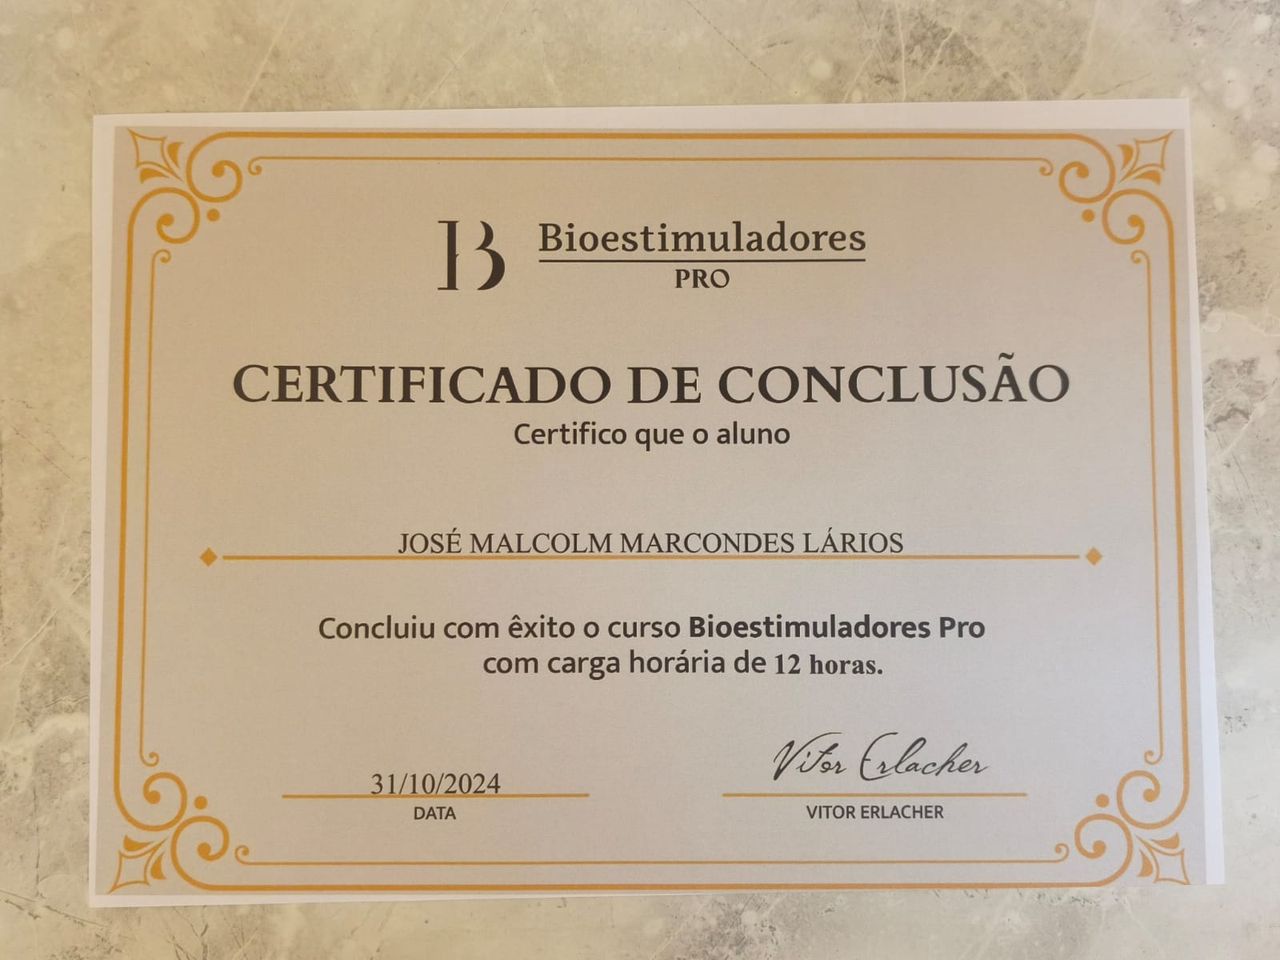 B
Bioestimuladores
PRO
CERTIFICADO DE CONCLUSÃO
Certifico que o aluno
JOSÉ MALCOLM MARCONDES LÁRIOS
Concluiu com êxito o curso Bioestimuladores Pro
com carga horária de 12 horas.
Vitor Erlacher
31/10/2024
DATA
VITOR ERLACHER